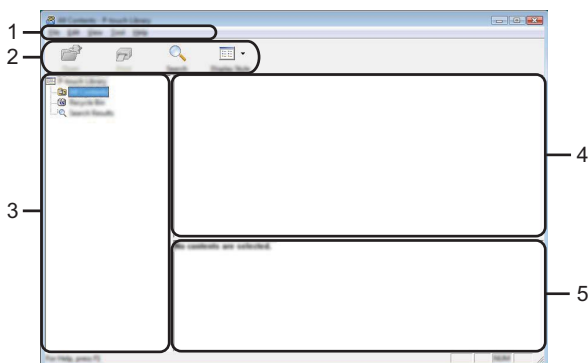 All Contents - P-touch Library
File Edit View Tool Help
1
2
Open Print Search Display Style
P-touch Library
All Contents
Recycle Bin
Search Results
3
4
No contents are selected.
5
For Help, press F1
NUM